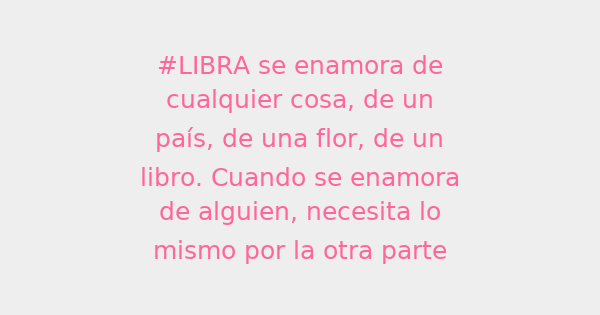 #LIBRA se enamora de
cualquier cosa, de un
país, de una flor, de un
libro. Cuando se enamora
de alguien, necesita lo
mismo por la otra parte